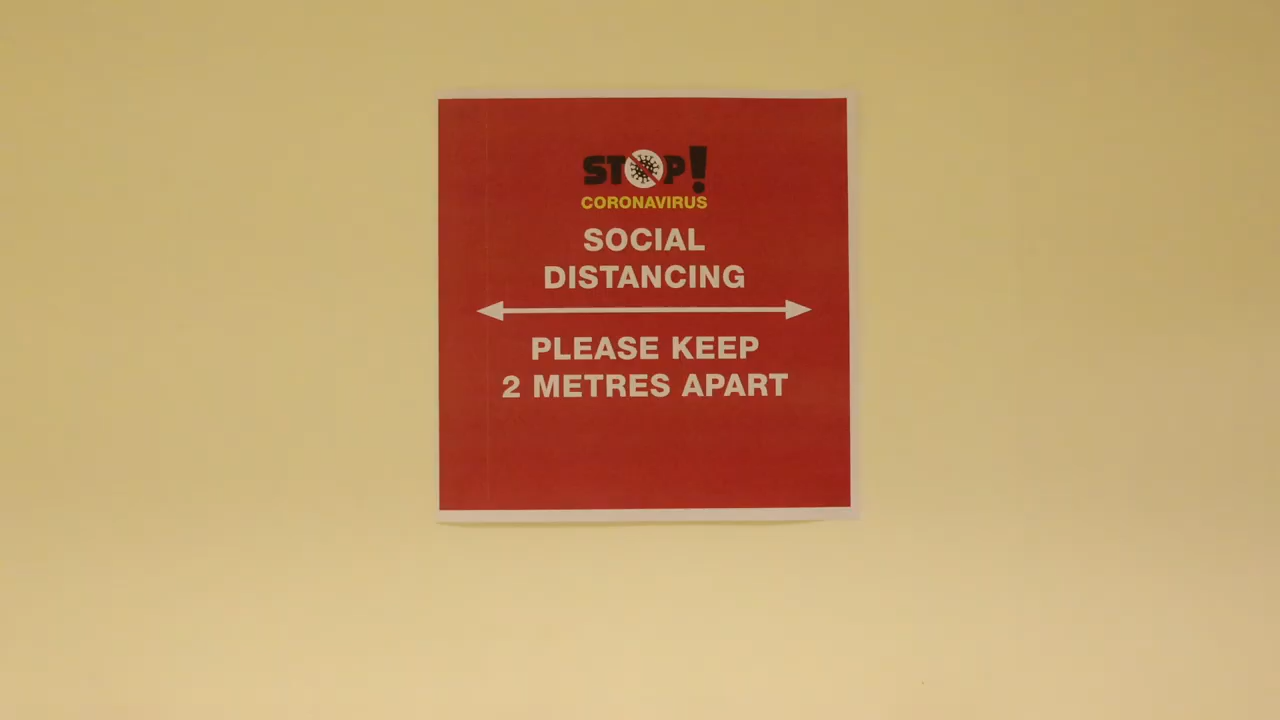 STOP!
CORONAVIRUS
SOCIAL
DISTANCING
PLEASE KEEP
2 METRES APART